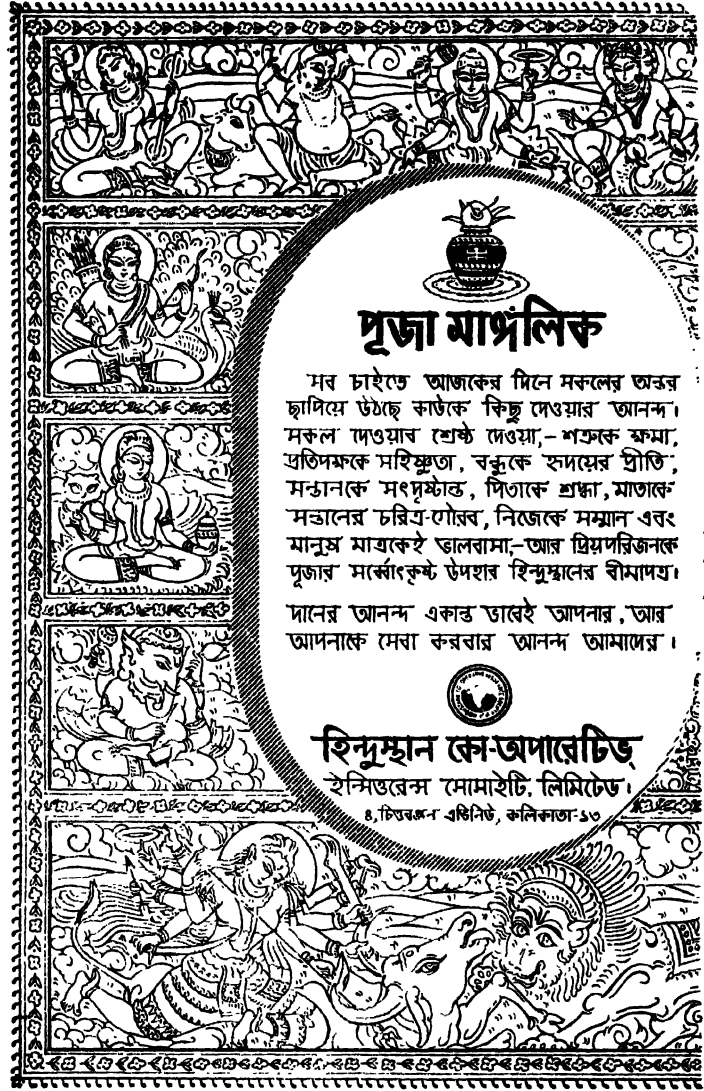 পূজা মাঙ্গলিক
সব চাইতে আজকের দিনে সকলের অন্তর
ছাপিয়ে উঠছে কাউকে কিছু দেওয়ার আনন্দ।
সকল দেওয়ার শ্রেষ্ঠ দেওয়া,– শত্রুকে ক্ষমা,
প্রতিপক্ষকে সহিষ্ণুতা, বন্ধুকে হৃদয়ের প্রীতি,
সন্তানকে সৎদৃষ্টান্ত, পিতাকে শ্রদ্ধা, মাতাকে
সন্তানের চরিত্র-গৌরব, নিজেকে সম্মান এবং
মানুষ মাত্রকেই ভালবাসা,–আর প্রিয়পরিজনকে
পূজার সর্ব্বোৎকৃষ্ট উপহার হিন্দুস্থানের বীমাপত্র।
দানের আনন্দ একান্ত ভাবেই আপনার, আর
আপনাকে সেবা করবার আনন্দ আমাদের।
হিন্দুস্থান কো-অপারেটিভ্
ইন্সিওরেন্স সোসাইটি, লিমিটেড।
৪, চিত্তরঞ্জন এভিনিউ, কলিকাতা-১৩